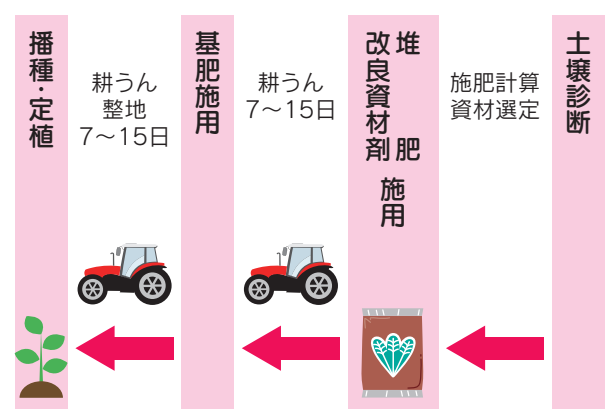 土壌診断
施肥計算
資材選定
堆肥
改良資材剤
施用
耕うん
7〜15日
基肥施用
耕うん
整地
7〜15日
播種・定植